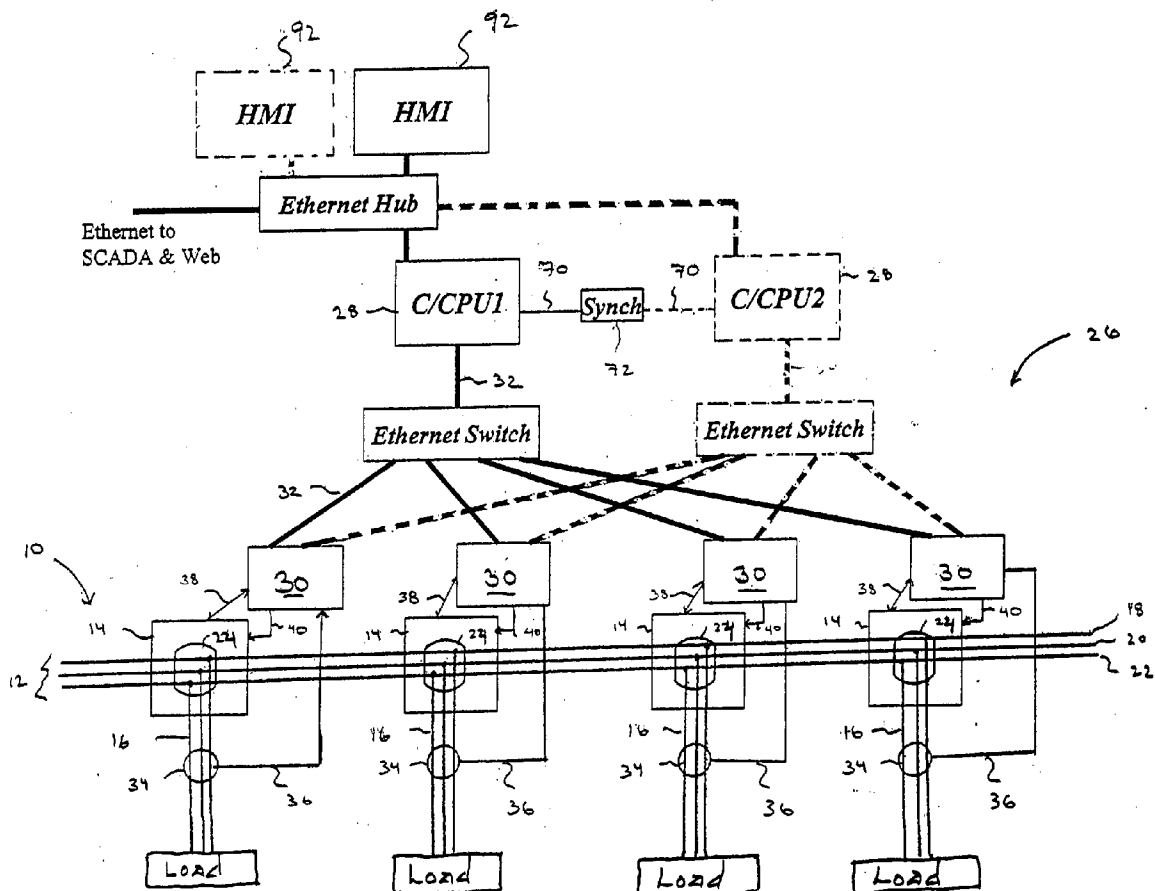 92 92
HMI HMI
Ethernet Hub
Ethernet to
SCADA & Web
28 C/CPU1 70 Synch 70 C/CPU2 28
72
26
32
Ethernet Switch Ethernet Switch
32
10
30 30 30 30
38 38 38 38
40 40 40 40
14 14 14 14
24 24 24 24
18
20
22
12
16 16 16 16
34 34 34 34
36 36 36 36
LOAD LOAD LOAD LOAD